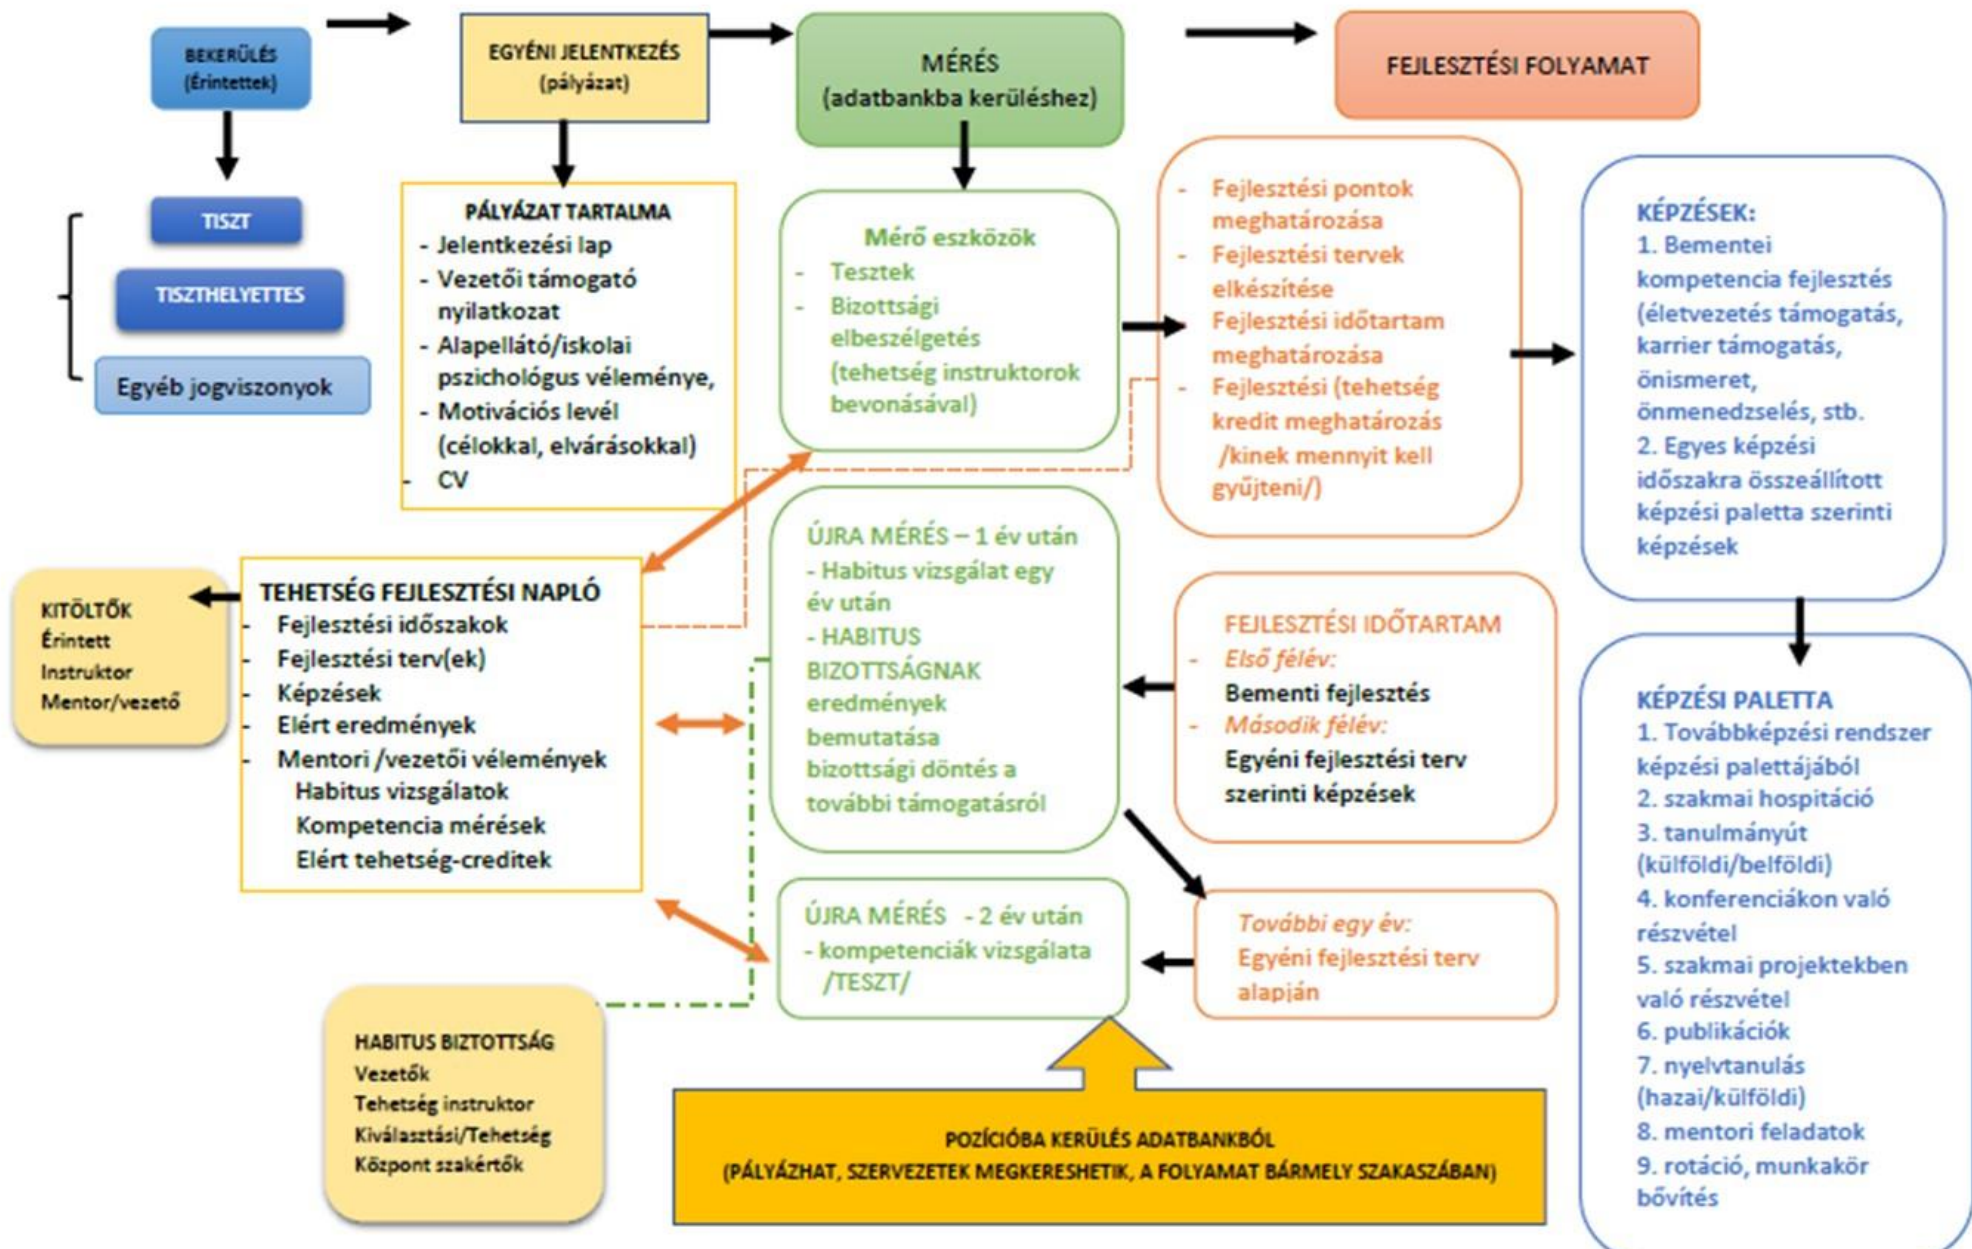 BEKERÜLÉS
(Érintettek)
EGYÉNI JELENTKEZÉS
(pályázat)
MÉRÉS
(adatbankba kerüléshez)
FEJLESZTÉSI FOLYAMAT
TISZT
TISZTHELYETTES
Egyéb jogviszonyok
PÁLYÁZAT TARTALMA
- Jelentkezési lap
- Vezetői támogató
nyilatkozat
- Alapellátó/iskolai
pszichológus véleménye,
- Motivációs levél
(célokkal, elvárásokkal)
- CV
Mérő eszközök
- Tesztek
- Bizottsági
elbeszélgetés
(tehetség instruktorok
bevonásával)
- Fejlesztési pontok
meghatározása
- Fejlesztési tervek
elkészítése
- Fejlesztési időtartam
meghatározása
- Fejlesztési (tehetség
kredit meghatározás
/kinek mennyit kell
gyűjteni/)
KÉPZÉSEK:
1. Bementei
kompetencia fejlesztés
(életvezetés támogatás,
karrier támogatás,
önismeret,
önmenedzselés, stb.
2. Egyes képzési
időszakra összeállított
képzési paletta szerinti
képzések
KITÖLTŐK
Érintett
Instruktor
Mentor/vezető
TEHETSÉG FEJLESZTÉSI NAPLÓ
- Fejlesztési időszakok
- Fejlesztési terv(ek)
- Képzések
- Elért eredmények
- Mentori /vezetői vélemények
Habitus vizsgálatok
Kompetencia mérések
Elért tehetség-creditek
ÚJRA MÉRÉS – 1 év után
- Habitus vizsgálat egy
év után
- HABITUS
BIZOTTSÁGNAK
eredmények
bemutatása
bizottsági döntés a
további támogatásról
FEJLESZTÉSI IDŐTARTAM
- Első félév:
Bementi fejlesztés
- Második félév:
Egyéni fejlesztési terv
szerinti képzések
ÚJRA MÉRÉS - 2 év után
- kompetenciák vizsgálata
/TESZT/
További egy év:
Egyéni fejlesztési terv
alapján
KÉPZÉSI PALETTA
1. Továbbképzési rendszer
képzési palettájából
2. szakmai hospitáció
3. tanulmányút
(külföldi/belföldi)
4. konferenciákon való
részvétel
5. szakmai projektekben
való részvétel
6. publikációk
7. nyelvtanulás
(hazai/külföldi)
8. mentori feladatok
9. rotáció, munkakör
bővítés
HABITUS BIZTOTTSÁG
Vezetők
Tehetség instruktor
Kiválasztási/Tehetség
Központ szakértők
POZÍCIÓBA KERÜLÉS ADATBANKBÓL
(PÁLYÁZHAT, SZERVEZETEK MEGKERESHETIK, A FOLYAMAT BÁRMELY SZAKASZÁBAN)